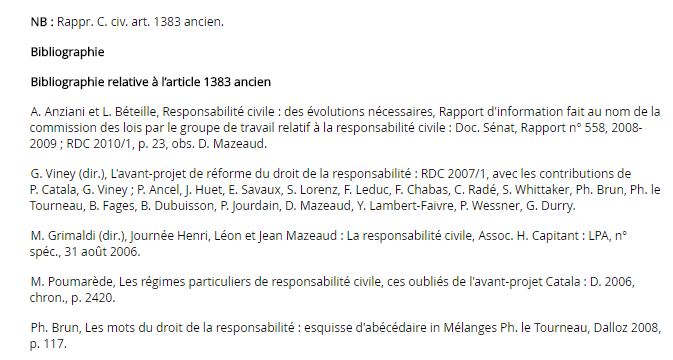 NB : Rappr. C. civ. art. 1383 ancien.
Bibliographie
Bibliographie relative à l'article 1383 ancien
A. Anziani et L. Béteille, Responsabilité civile : des évolutions nécessaires, Rapport d'information fait au nom de la
commission des lois par le groupe de travail relatif à la responsabilité civile : Doc. Sénat, Rapport n° 558, 2008-
2009 ; RDC 2010/1, p. 23, obs. D. Mazeaud.
G. Viney (dir.), L'avant-projet de réforme du droit de la responsabilité : RDC 2007/1, avec les contributions de
P. Catala, G. Viney ; P. Ancel, J. Huet, E. Savaux, S. Lorenz, F. Leduc, F. Chabas, C. Radé, S. Whittaker, Ph. Brun, Ph. le
Tourneau, B. Fages, B. Dubuisson, P. Jourdain, D. Mazeaud, Y. Lambert-Faivre, P. Wessner, G. Durry.
M. Grimaldi (dir.), Journée Henri, Léon et Jean Mazeaud : La responsabilité civile, Assoc. H. Capitant : LPA, n°
spéc., 31 août 2006.
M. Poumarède, Les régimes particuliers de responsabilité civile, ces oubliés de l'avant-projet Catala : D. 2006,
chron., p. 2420.
Ph. Brun, Les mots du droit de la responsabilité : esquisse d'abécédaire in Mélanges Ph. le Tourneau, Dalloz 2008,
p. 117.